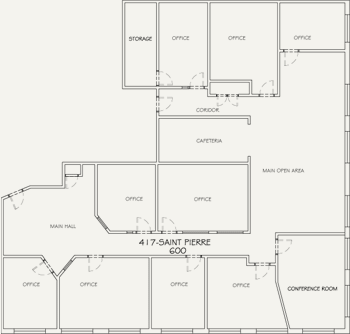 STORAGE
OFFICE
OFFICE
OFFICE
CORIDOR
CAFETERIA
MAIN OPEN AREA
OFFICE
OFFICE
MAIN HALL
417-SAINT PIERRE
600
OFFICE
OFFICE
OFFICE
OFFICE
CONFERENCE ROOM